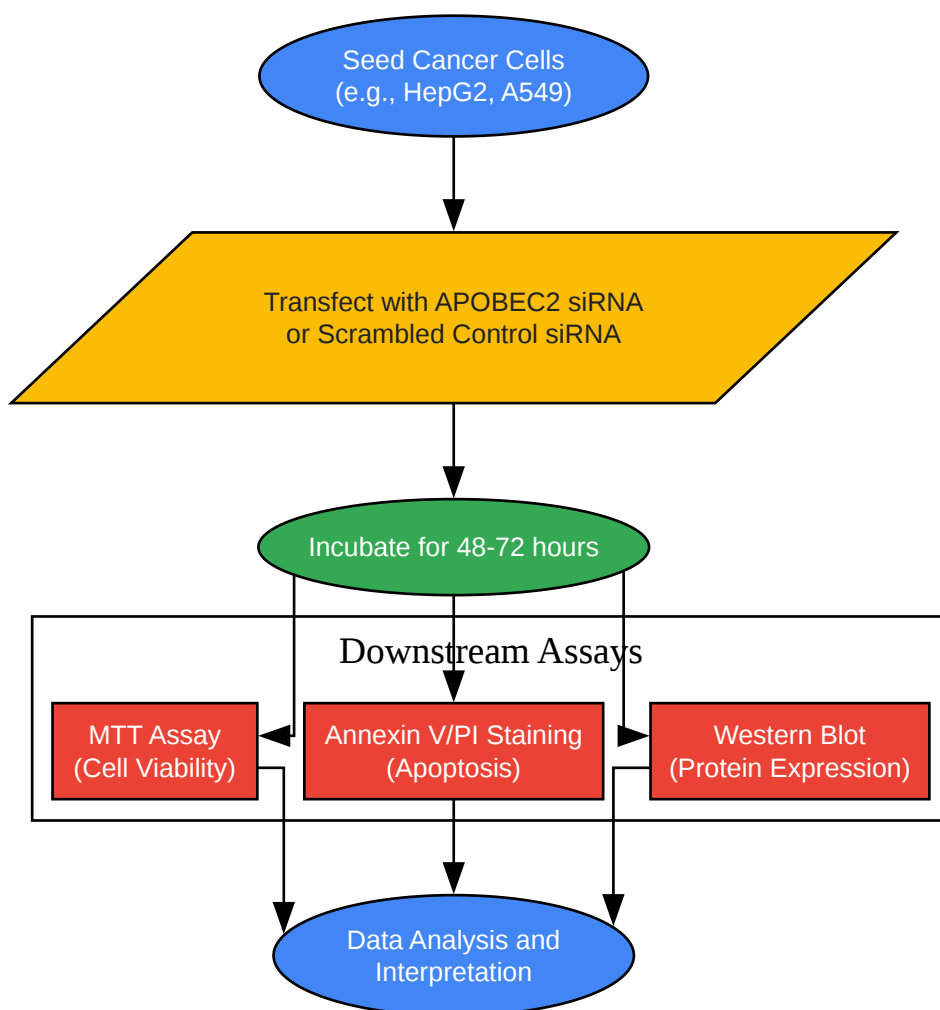 Seed Cancer Cells
(e.g., HepG2, A549)
Transfect with APOBEC2 siRNA
or Scrambled Control siRNA
Incubate for 48-72 hours
Downstream Assays
MTT Assay
(Cell Viability)
Annexin V/PI Staining
(Apoptosis)
Western Blot
(Protein Expression)
Data Analysis and
Interpretation